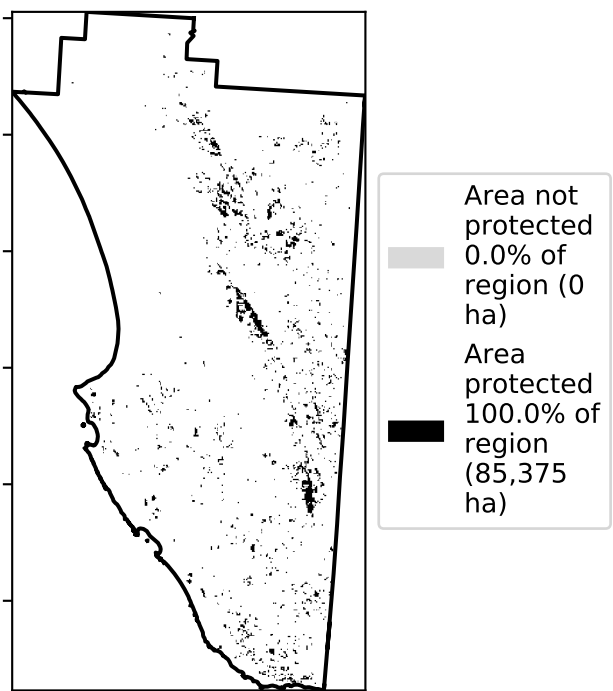 Area not
protected
0.0% of
region (0
ha)
Area
protected
100.0% of
region
(85,375
ha)